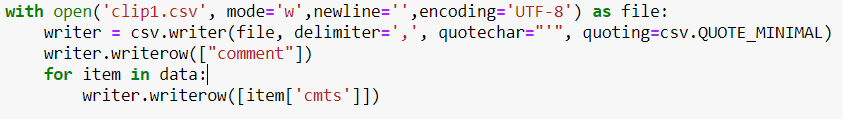 with open('clip1.csv', mode='w',newline='',encoding='UTF-8') as file:
    writer = csv.writer(file, delimiter=',', quotechar="'", quoting=csv.QUOTE_MINIMAL)
    writer.writerow(["comment"])
    for item in data:
        writer.writerow([item['cmts']])